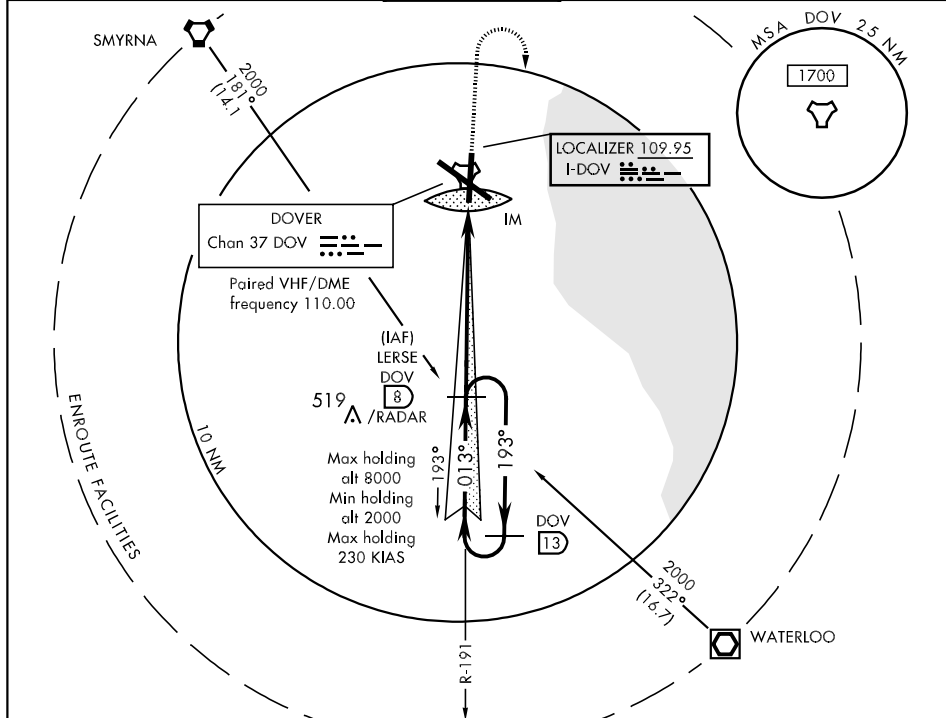 SMYRNA
2000
181°
(14.1
MSA DOV 25 NM
1700
LOCALIZER 109.95
I-DOV
IM
DOVER
Chan 37 DOV
Paired VHF/DME
frequency 110.00
(IAF)
LERSE
DOV
8
519
/RADAR
Max holding
alt 8000
Min holding
alt 2000
Max holding
230 KIAS
193°
013°
193°
DOV
13
10 NM
ENROUTE FACILITIES
2000
322°
(16.7)
WATERLOO
R-191